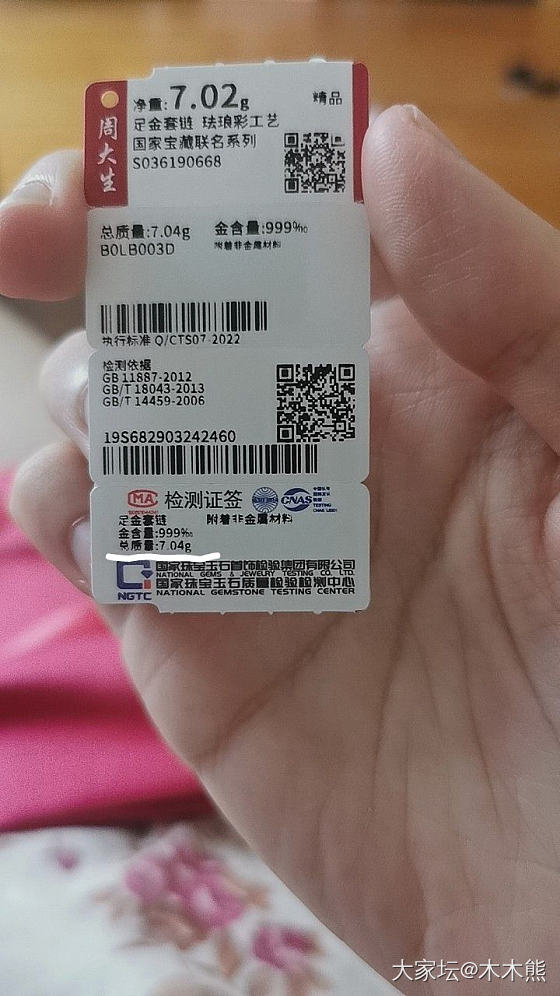 净量:7.02g
精品
周大生
足金套链 珐琅彩工艺
国家宝藏联名系列
S036190668
总质量:7.04g 金含量:999‰
B0LB003D 附着非金属材料
执行标准 Q/CTS07-2022
检测依据
GB 11887-2012
GB/T 18043-2013
GB/T 14459-2006
19S682903242460
MA 检测证签 CNAS
TESTING
足金套链 附着非金属材料
金含量:999‰
总质量:7.04g
国家珠宝玉石首饰检验集团有限公司
NATIONAL GEMS & JEWELRY TESTING CO., LTD.
国家珠宝玉石质量检验检测中心
NGTC NATIONAL GEMSTONE TESTING CENTER
大家坛@木木熊